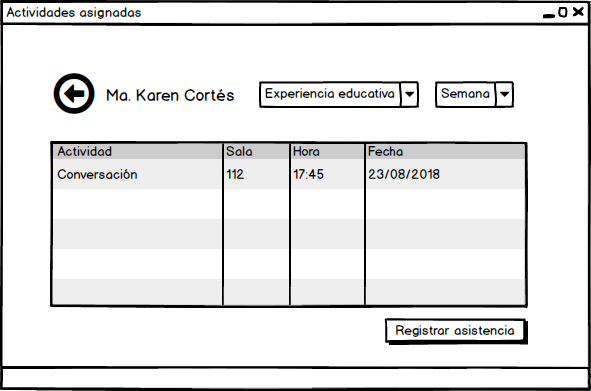 Actividades asignadas
Ma. Karen Cortés Experiencia educativa Semana
Actividad Sala Hora Fecha
Conversación 112 17:45 23/08/2018
Registrar asistencia